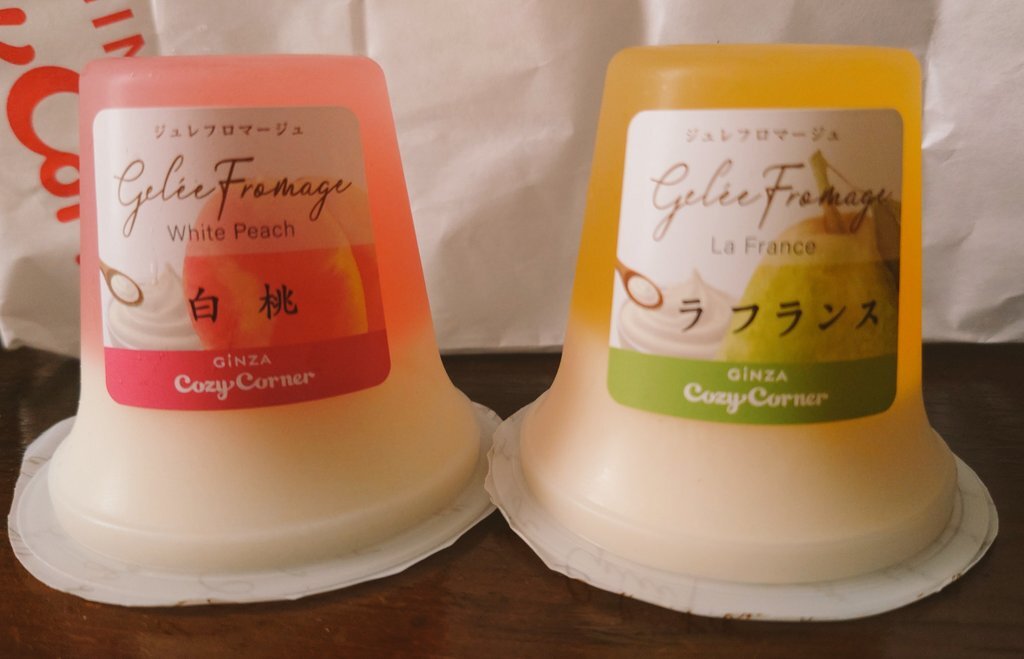 ジュレフロマージュ
Gelée Fromage
White Peach
白桃
GINZA
Cozy Corner
ジュレフロマージュ
Gelée Fromage
La France
ラ フランス
GINZA
Cozy Corner